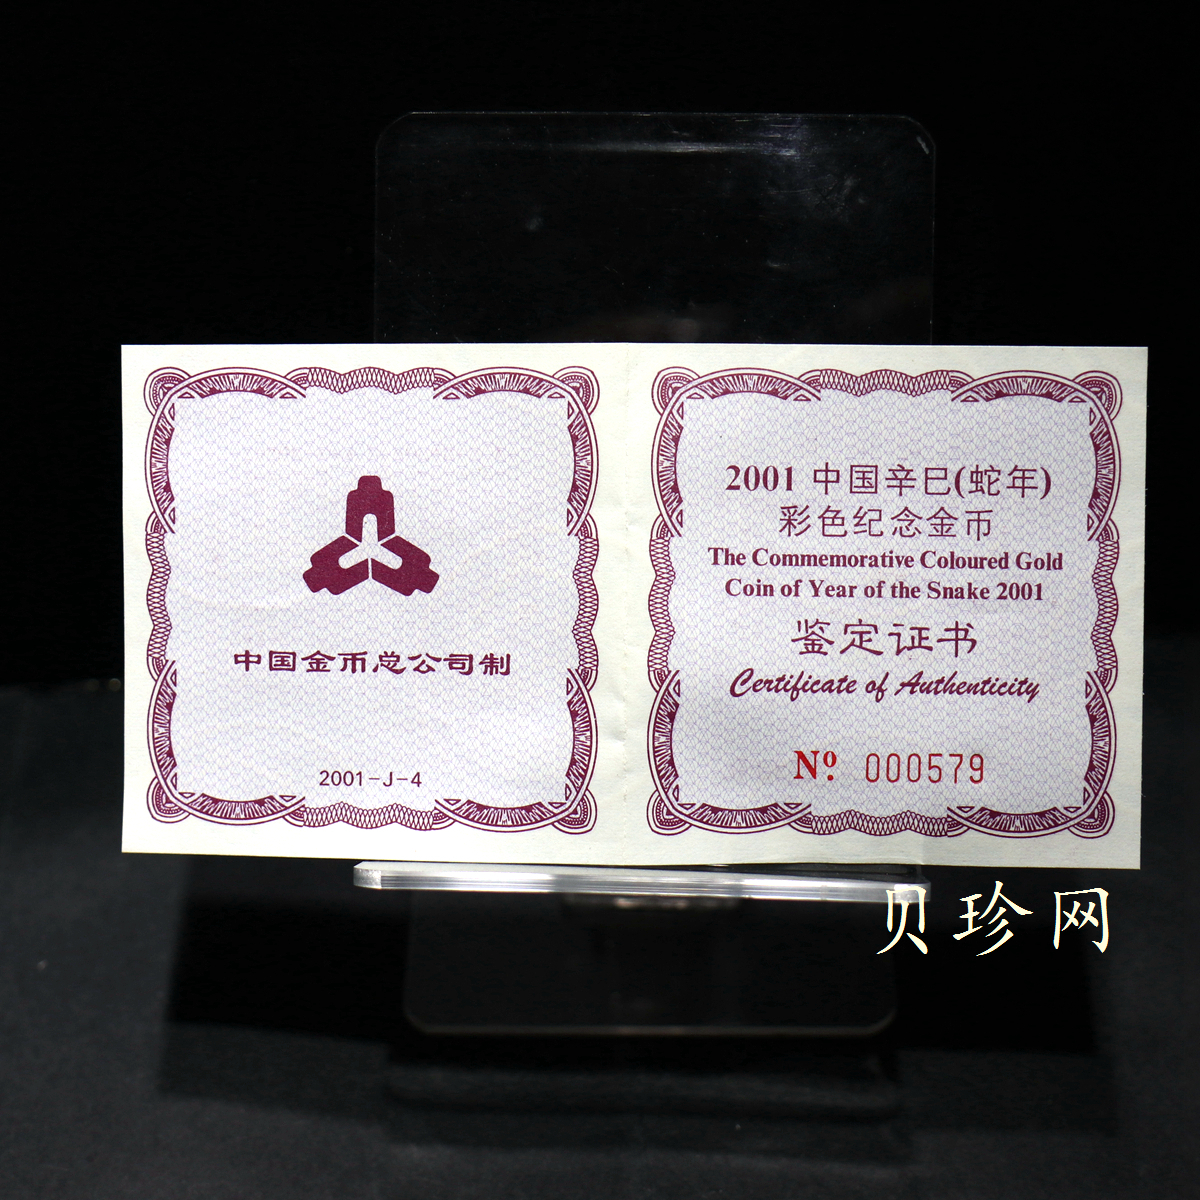 中国金币总公司制
2001-J-4
2001 中国辛巳(蛇年)
彩色纪念金币
The Commemorative Coloured Gold
Coin of Year of the Snake 2001
鉴定证书
Certificate of Authenticity
Nº 000579
贝珍网